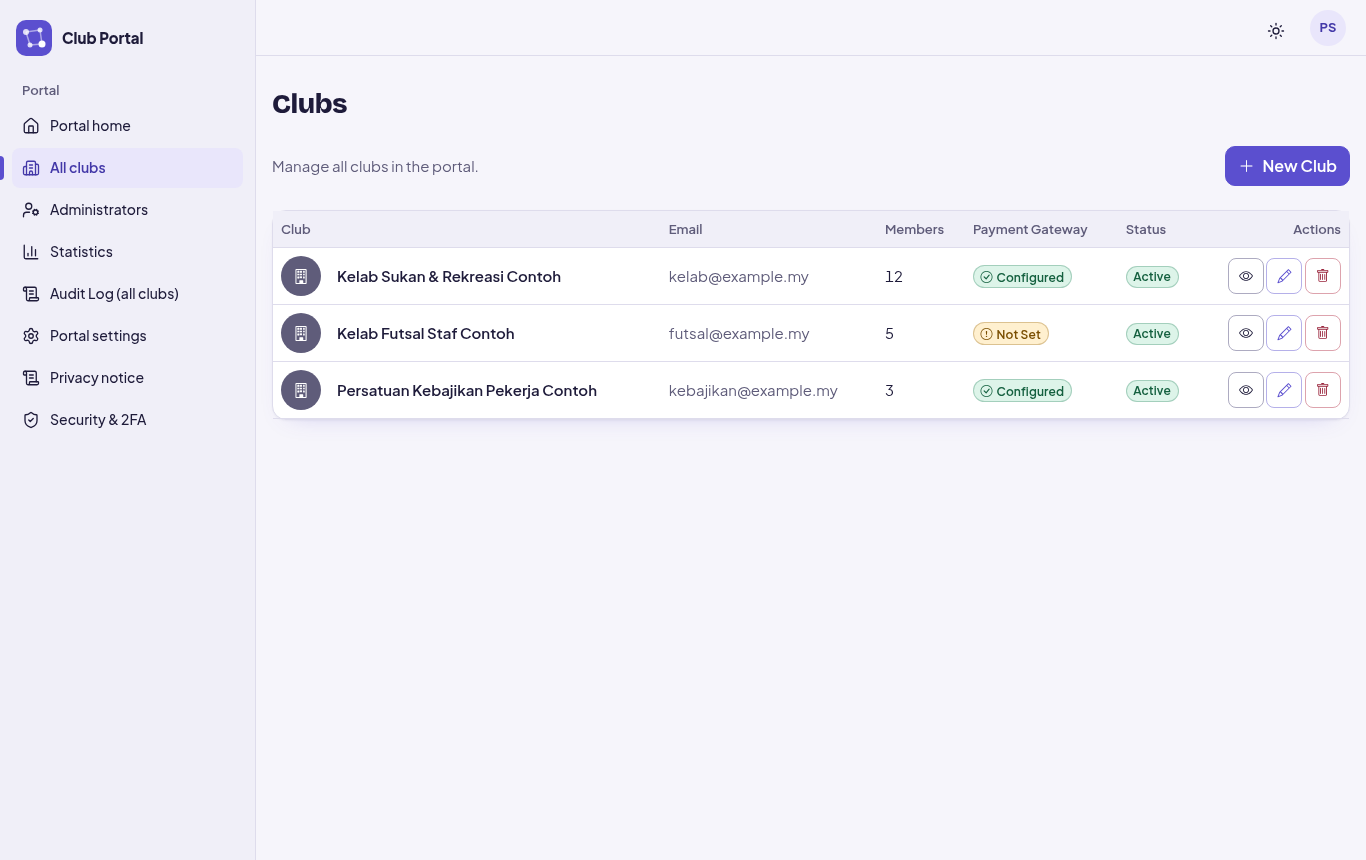 Club Portal
PS
Portal
Portal home
All clubs
Administrators
Statistics
Audit Log (all clubs)
Portal settings
Privacy notice
Security & 2FA
Clubs
Manage all clubs in the portal.
New Club
Club Email Members Payment Gateway Status Actions
Kelab Sukan & Rekreasi Contoh kelab@example.my 12 Configured Active
Kelab Futsal Staf Contoh futsal@example.my 5 Not Set Active
Persatuan Kebajikan Pekerja Contoh kebajikan@example.my 3 Configured Active